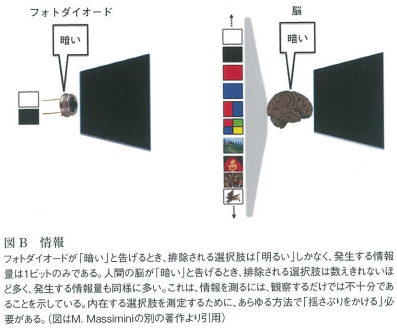 フォトダイオード
脳
暗い
暗い
図B 情報
フォトダイオードが「暗い」と告げるとき、排除される選択肢は「明るい」しかなく、発生する情報
量は1ビットのみである。人間の脳が「暗い」と告げるとき、排除される選択肢は数えきれないほ
ど多く、発生する情報量も同様に多い。これは、情報を測るには、観察するだけでは不十分であ
ることを示している。内在する選択肢を測定するために、あらゆる方法で「揺さぶりをかける」必
要がある。（図はM. Massiminiの別の著作より引用）